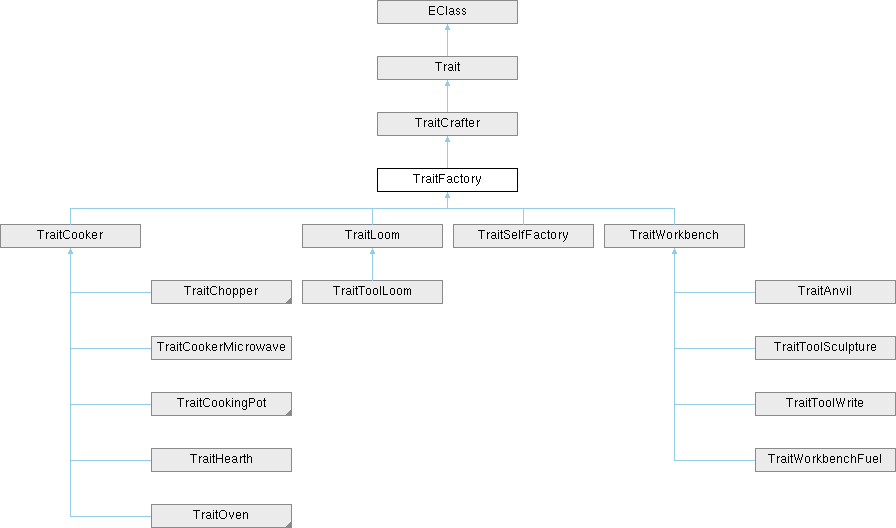 EClass
Trait
TraitCrafter
TraitFactory
TraitCooker
TraitLoom
TraitSelfFactory
TraitWorkbench
TraitChopper
TraitToolLoom
TraitAnvil
TraitCookerMicrowave
TraitToolSculpture
TraitCookingPot
TraitToolWrite
TraitHearth
TraitWorkbenchFuel
TraitOven